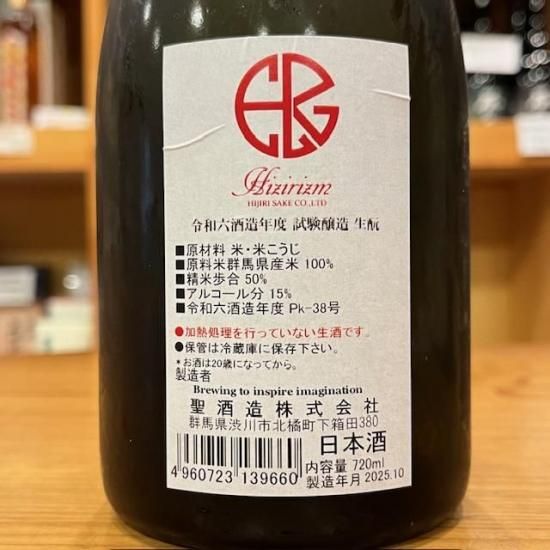 Hizirizm
HIJIRI SAKE CO.,LTD
令和六酒造年度 試験醸造 生酛
■原材料 米・米こうじ
■原料米群馬県産米 100%
■精米歩合 50%
■アルコール分 15%
■令和六酒造年度 Pk-38号
●加熱処理を行っていない生酒です。
●保管は冷蔵庫に保存下さい。
*お酒は20歳になってから。
製造者
Brewing to inspire imagination
聖酒造株式会社
群馬県渋川市北橘町下箱田380
日本酒
内容量 720ml
製造年月 2025.10
4960723 139660